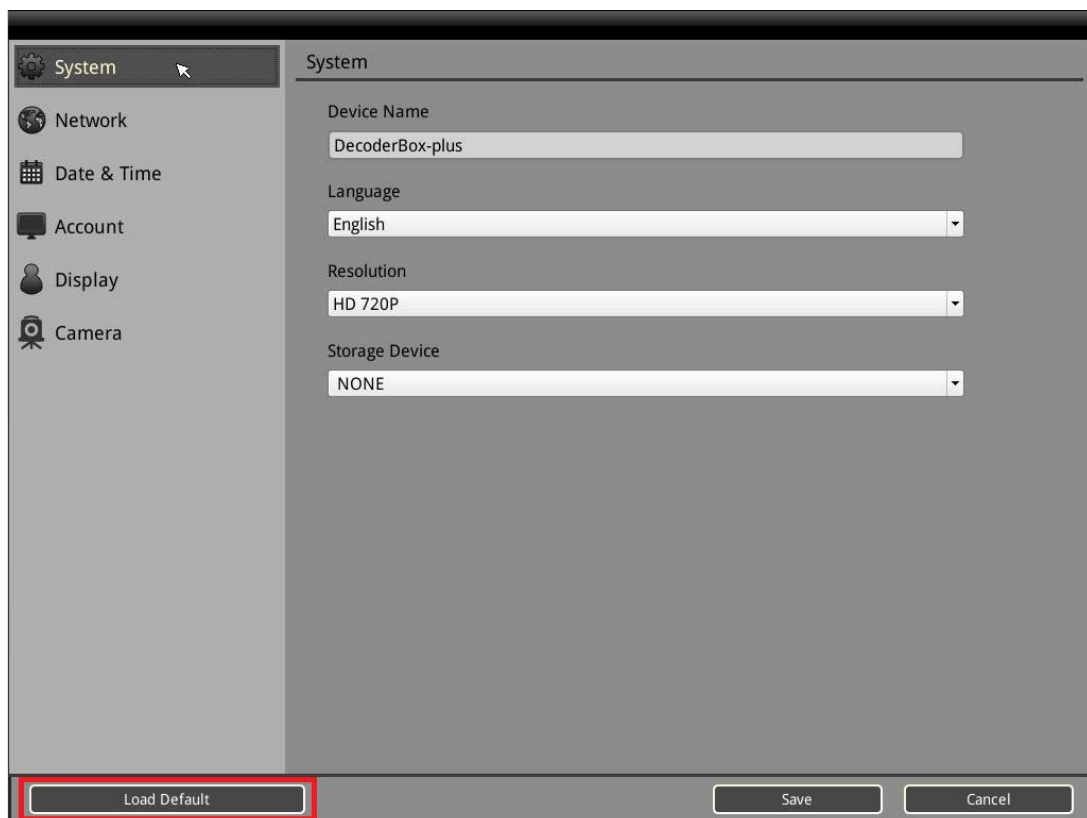 System
Network
Date & Time
Account
Display
Camera
System
Device Name
DecoderBox-plus
Language
English
Resolution
HD 720P
Storage Device
NONE
Load Default
Save
Cancel